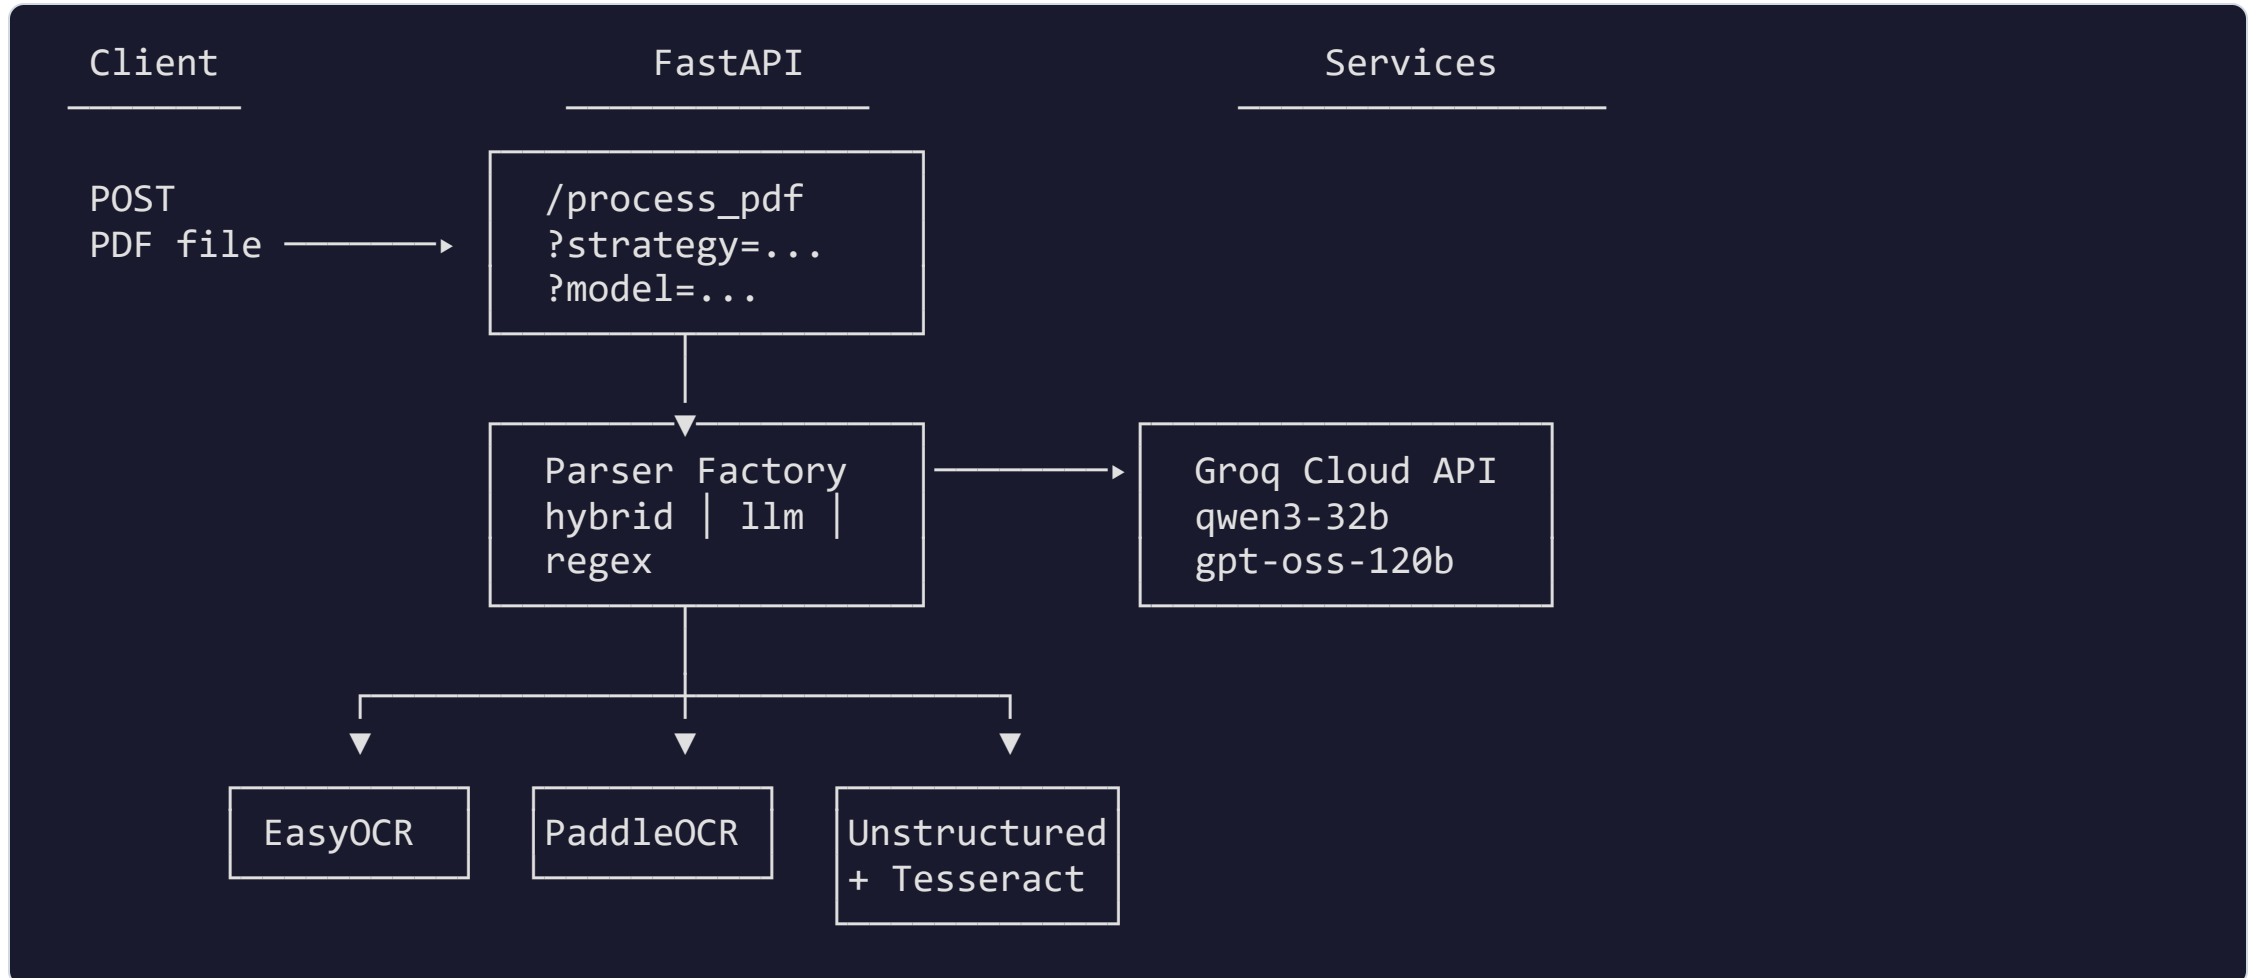 Client
FastAPI
Services
POST
PDF file
/process_pdf
?strategy=...
?model=...
Parser Factory
hybrid | llm |
regex
Groq Cloud API
qwen3-32b
gpt-oss-120b
EasyOCR
PaddleOCR
Unstructured
+ Tesseract